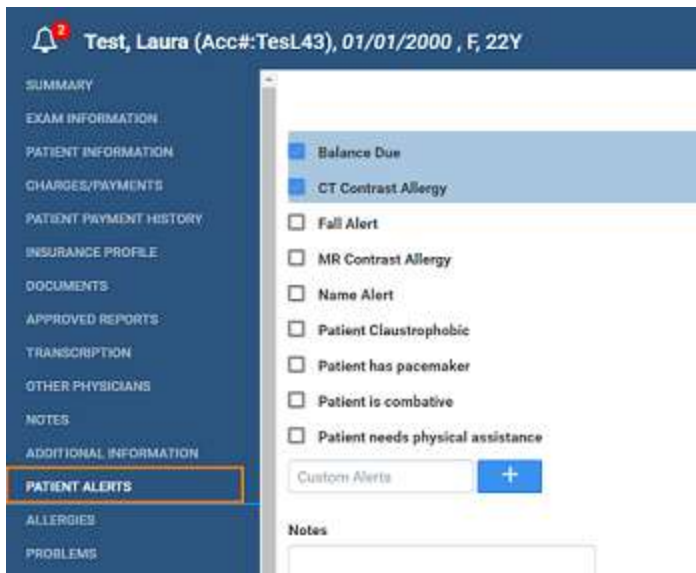 2
Test, Laura (Acc#:TesL43), 01/01/2000 , F, 22Y
SUMMARY
EXAM INFORMATION
PATIENT INFORMATION
CHARGES/PAYMENTS
PATIENT PAYMENT HISTORY
INSURANCE PROFILE
DOCUMENTS
APPROVED REPORTS
TRANSCRIPTION
OTHER PHYSICIANS
NOTES
ADDITIONAL INFORMATION
PATIENT ALERTS
ALLERGIES
PROBLEMS
Balance Due
CT Contrast Allergy
Fall Alert
MR Contrast Allergy
Name Alert
Patient Claustrophobic
Patient has pacemaker
Patient is combative
Patient needs physical assistance
Custom Alerts
+
Notes